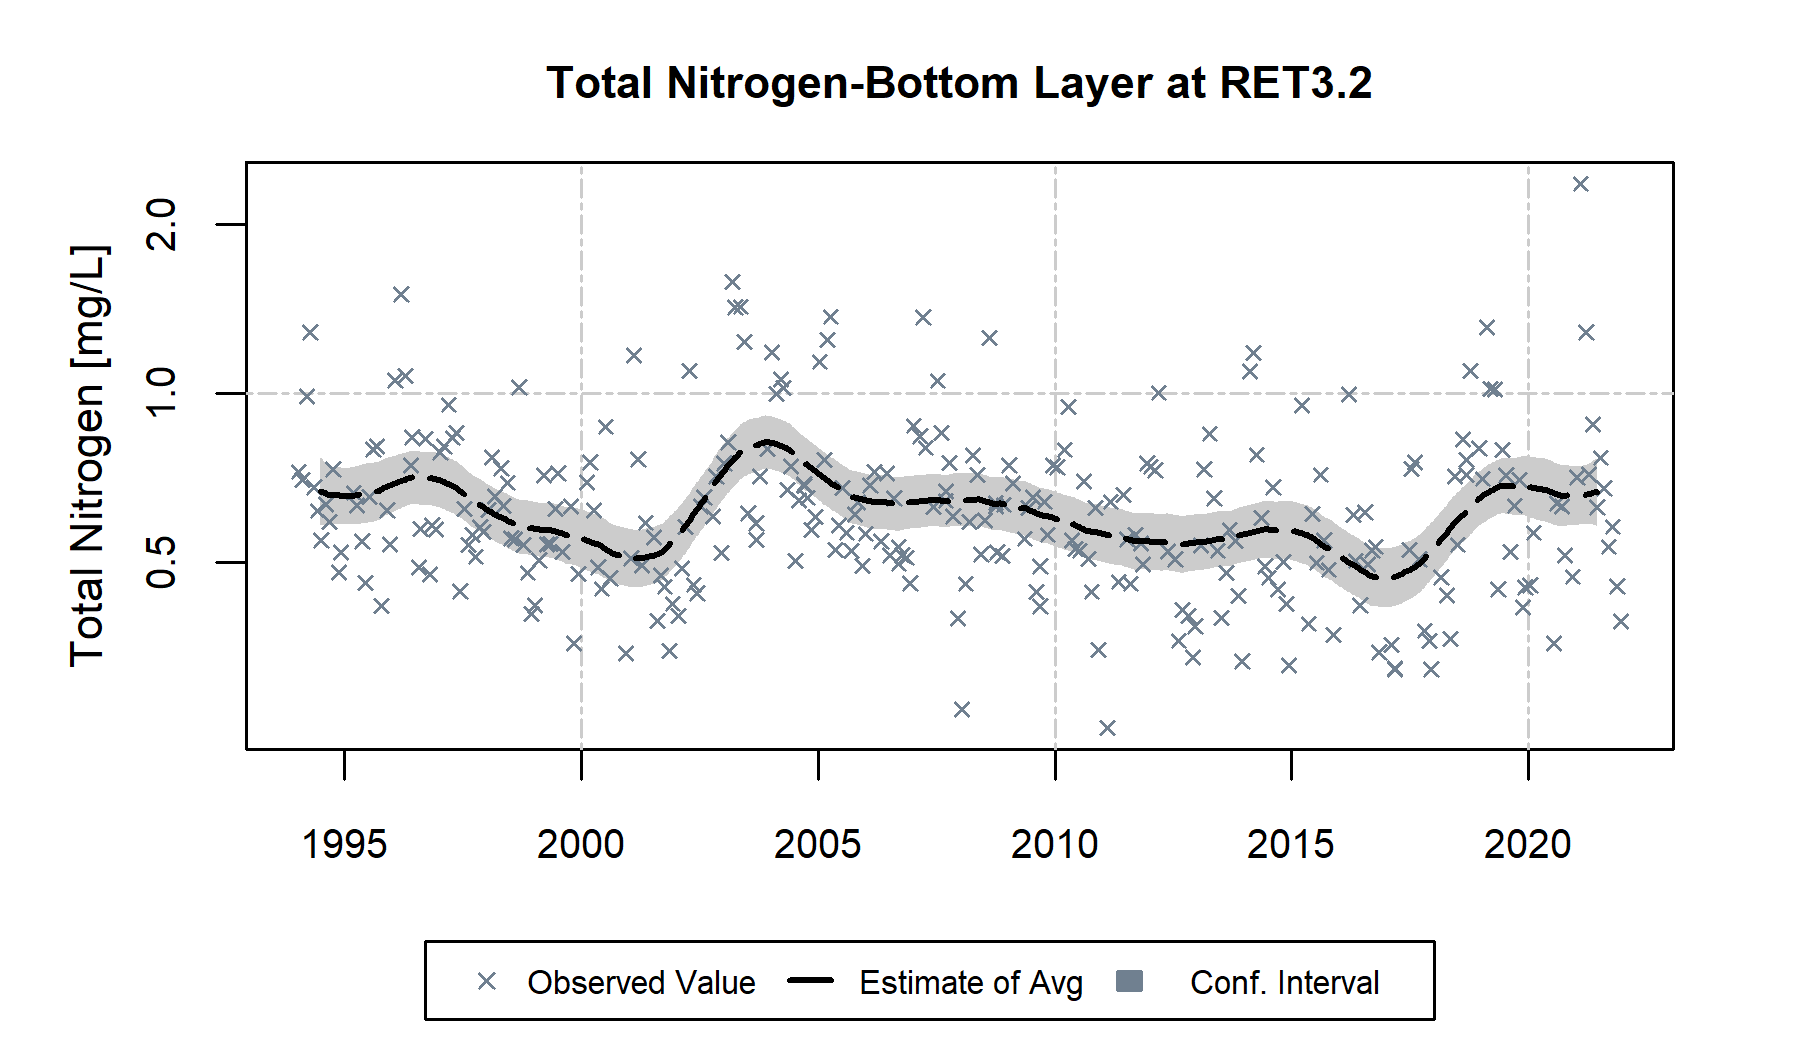 Total Nitrogen-Bottom Layer at RET3.2
Total Nitrogen [mg/L]
2.0
1.0
0.5
1995 2000 2005 2010 2015 2020
Observed Value Estimate of Avg Conf. Interval